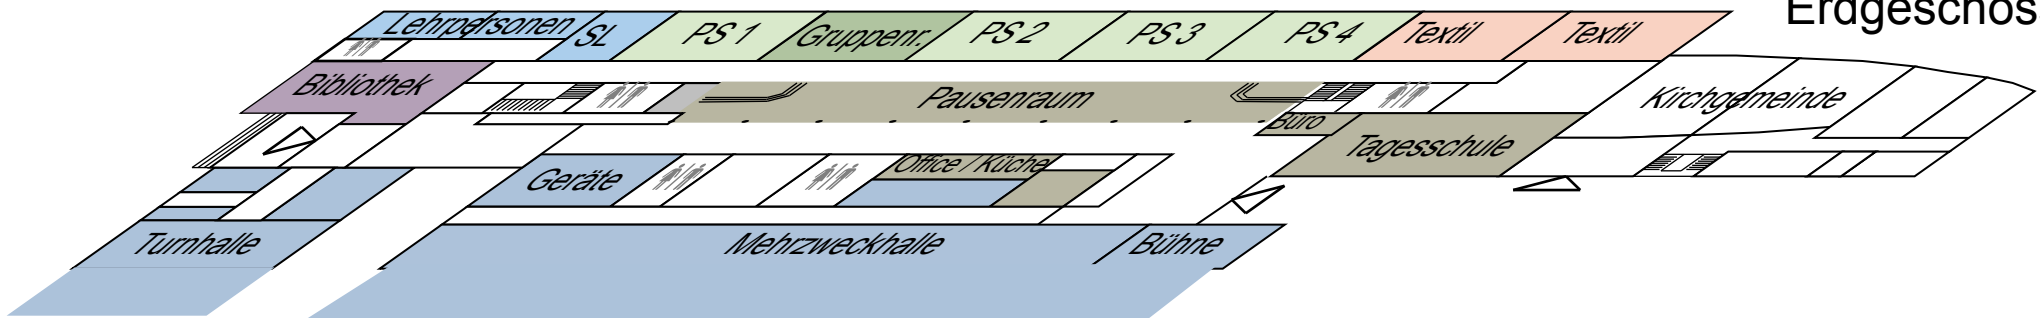 Erdgeschos
Lehrpersonen
SL
PS 1
Gruppenr.
PS 2
PS 3
PS 4
Textil
Textil
Bibliothek
Pausenraum
Kirchgemeinde
Büro
Tagesschule
Office / Küche
Geräte
Turnhalle
Mehrzweckhalle
Bühne